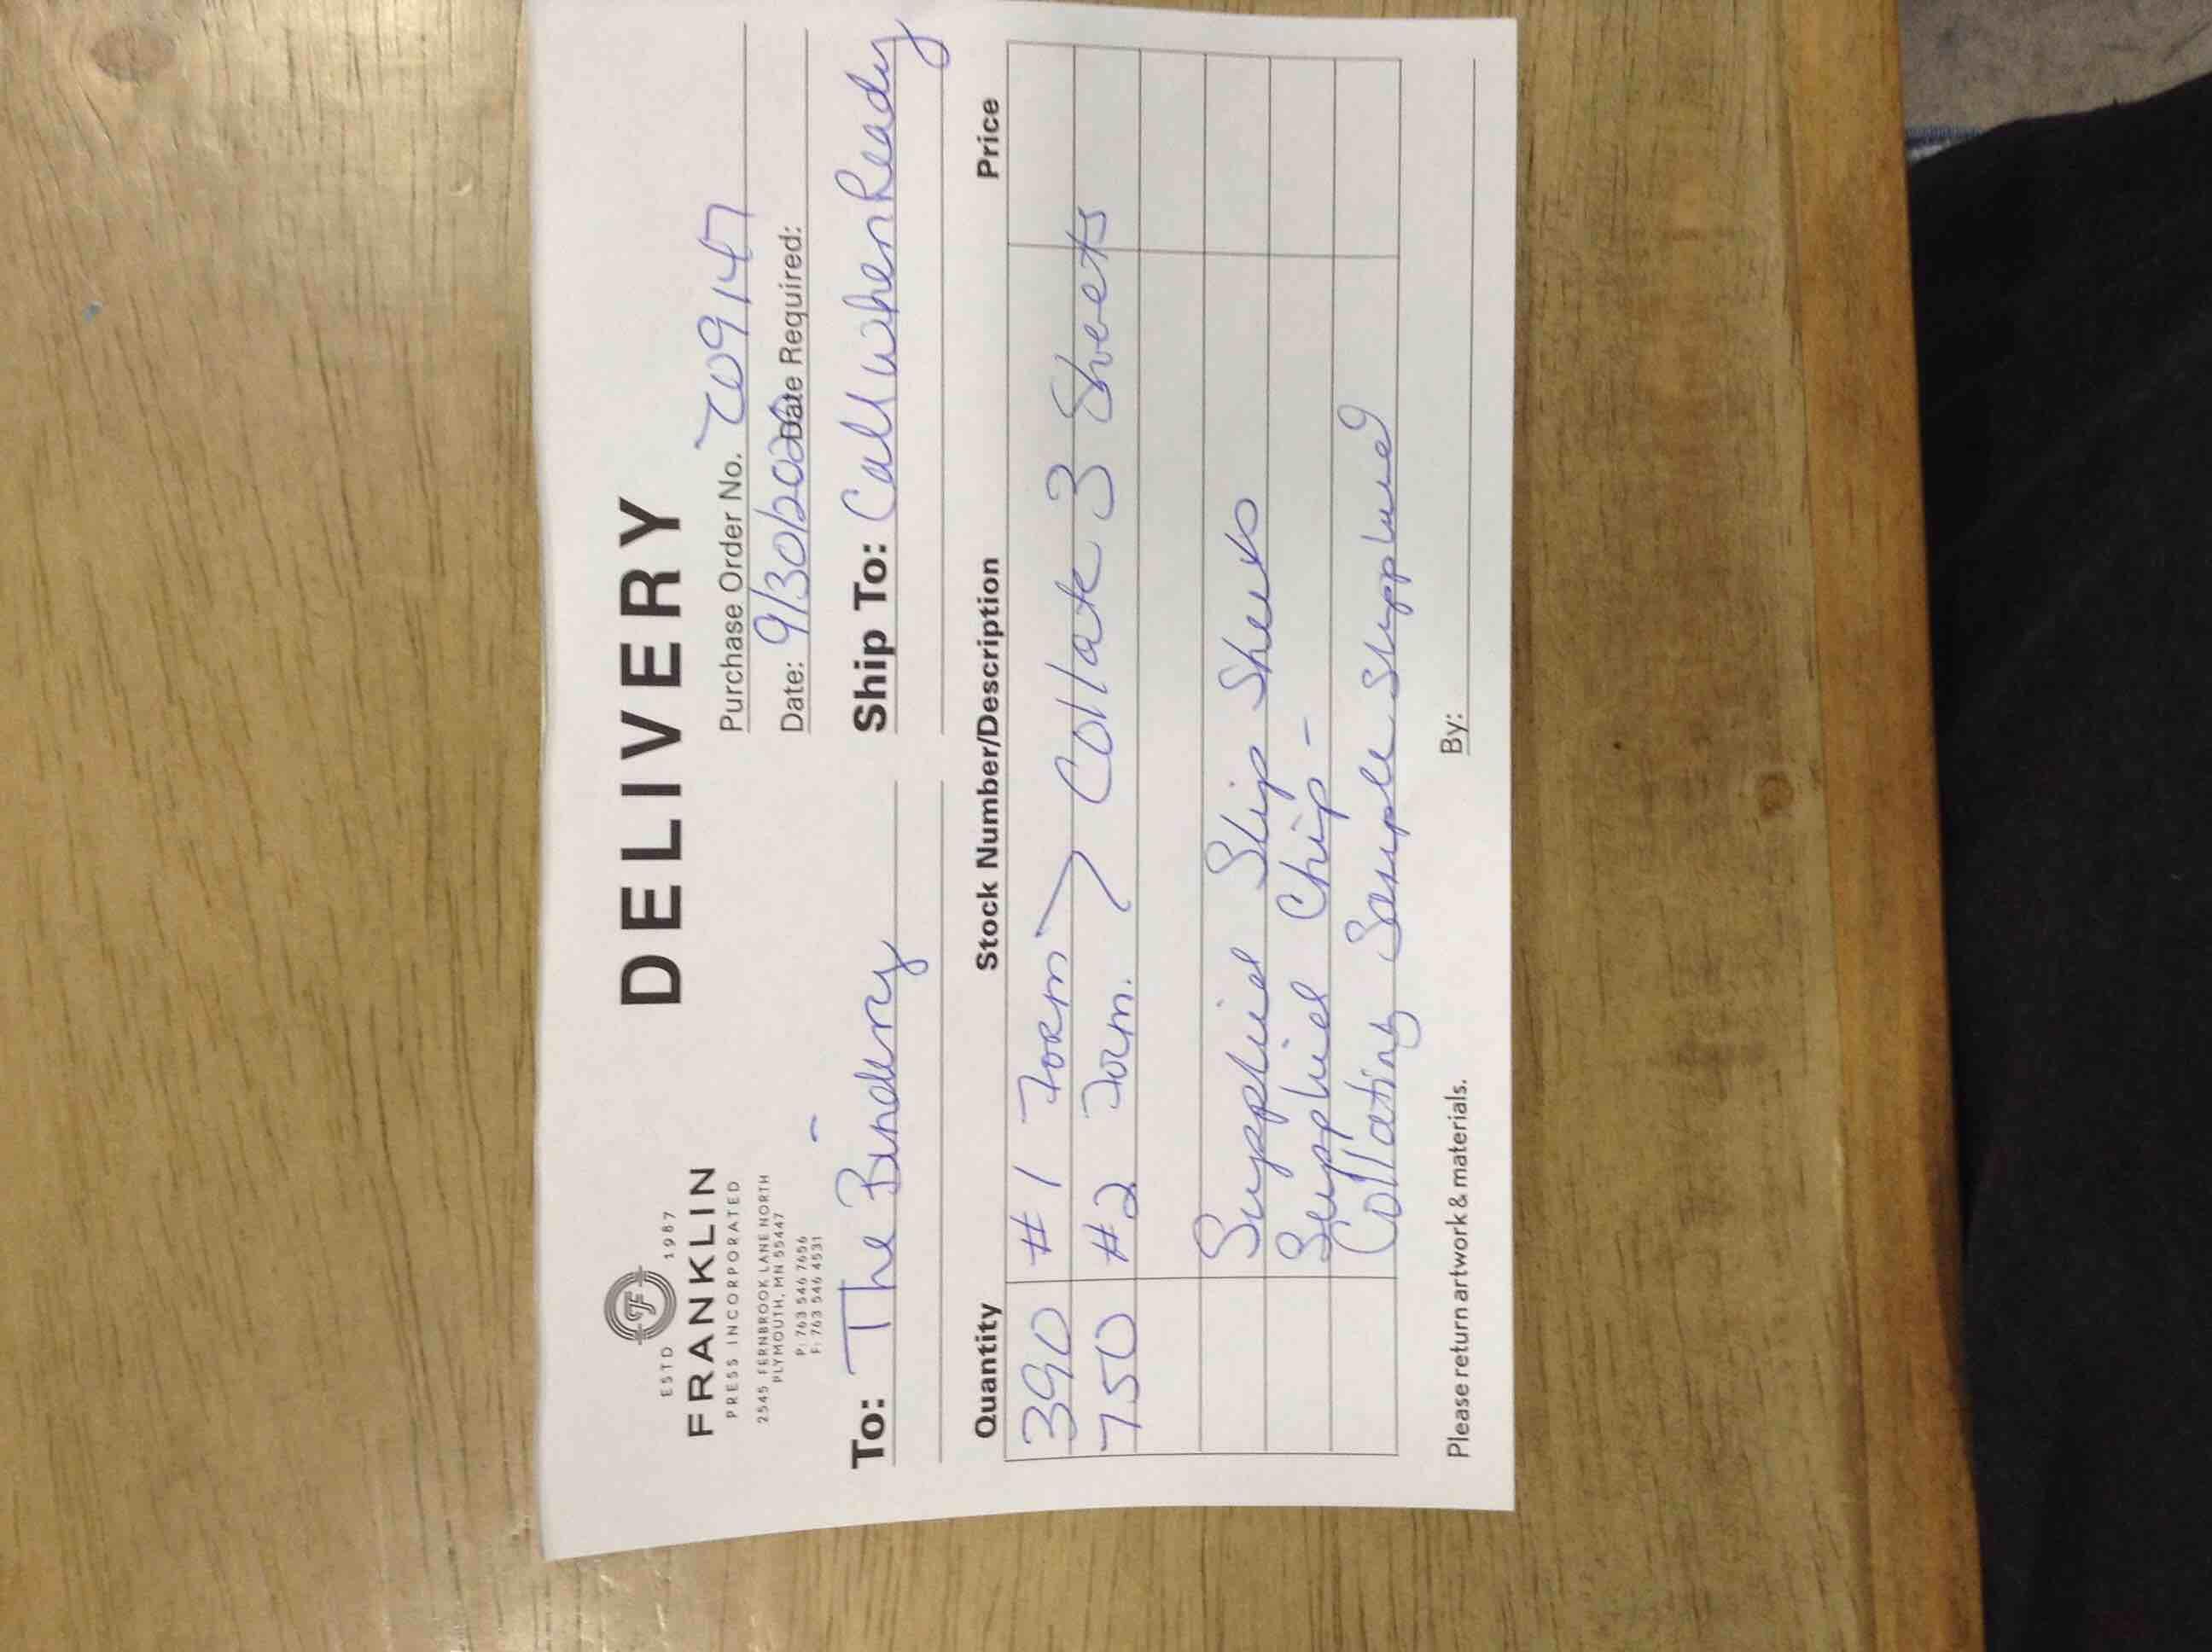 ESTD 1987
FRANKLIN
PRESS INCORPORATED
2545 FERNBROOK LANE NORTH
PLYMOUTH, MN 55447
P: 763 546 7656
F: 763 546 4531
DELIVERY
Purchase Order No.
Date: 9/30/2020 Date Required:
To: The Bindery
Ship To: Call when Ready
Quantity Stock Number/Description Price
390 #1 Form
750 #2 Form. Collate 3 Sheets
Supplied Slip Sheets
Supplied Chip -
Collating Sample Supplied
Please return artwork & materials. By: